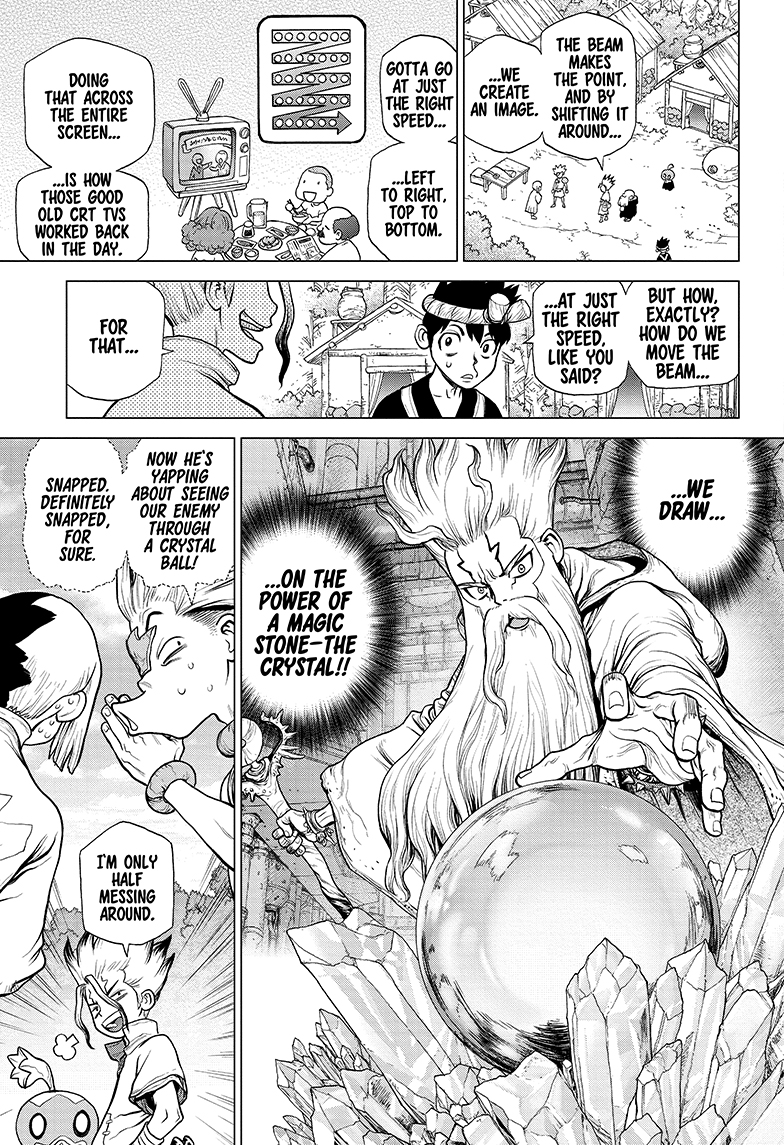 THE BEAM
MAKES
THE POINT,
AND BY
SHIFTING IT
AROUND...
...WE
CREATE
AN IMAGE.
GOTTA GO
AT JUST
THE RIGHT
SPEED...
...LEFT
TO RIGHT,
TOP TO
BOTTOM.
DOING
THAT ACROSS
THE ENTIRE
SCREEN...
...IS HOW
THOSE GOOD
OLD CRT TVS
WORKED BACK
IN THE DAY.
BUT HOW,
EXACTLY?
HOW DO WE
MOVE THE
BEAM...
...AT JUST
THE RIGHT
SPEED,
LIKE YOU
SAID?
FOR
THAT...
...WE
DRAW...
...ON THE
POWER OF
A MAGIC
STONE–THE
CRYSTAL!!
NOW HE'S
YAPPING
ABOUT SEEING
OUR ENEMY
THROUGH
A CRYSTAL
BALL!
SNAPPED.
DEFINITELY
SNAPPED,
FOR
SURE.
I'M ONLY
HALF
MESSING
AROUND.